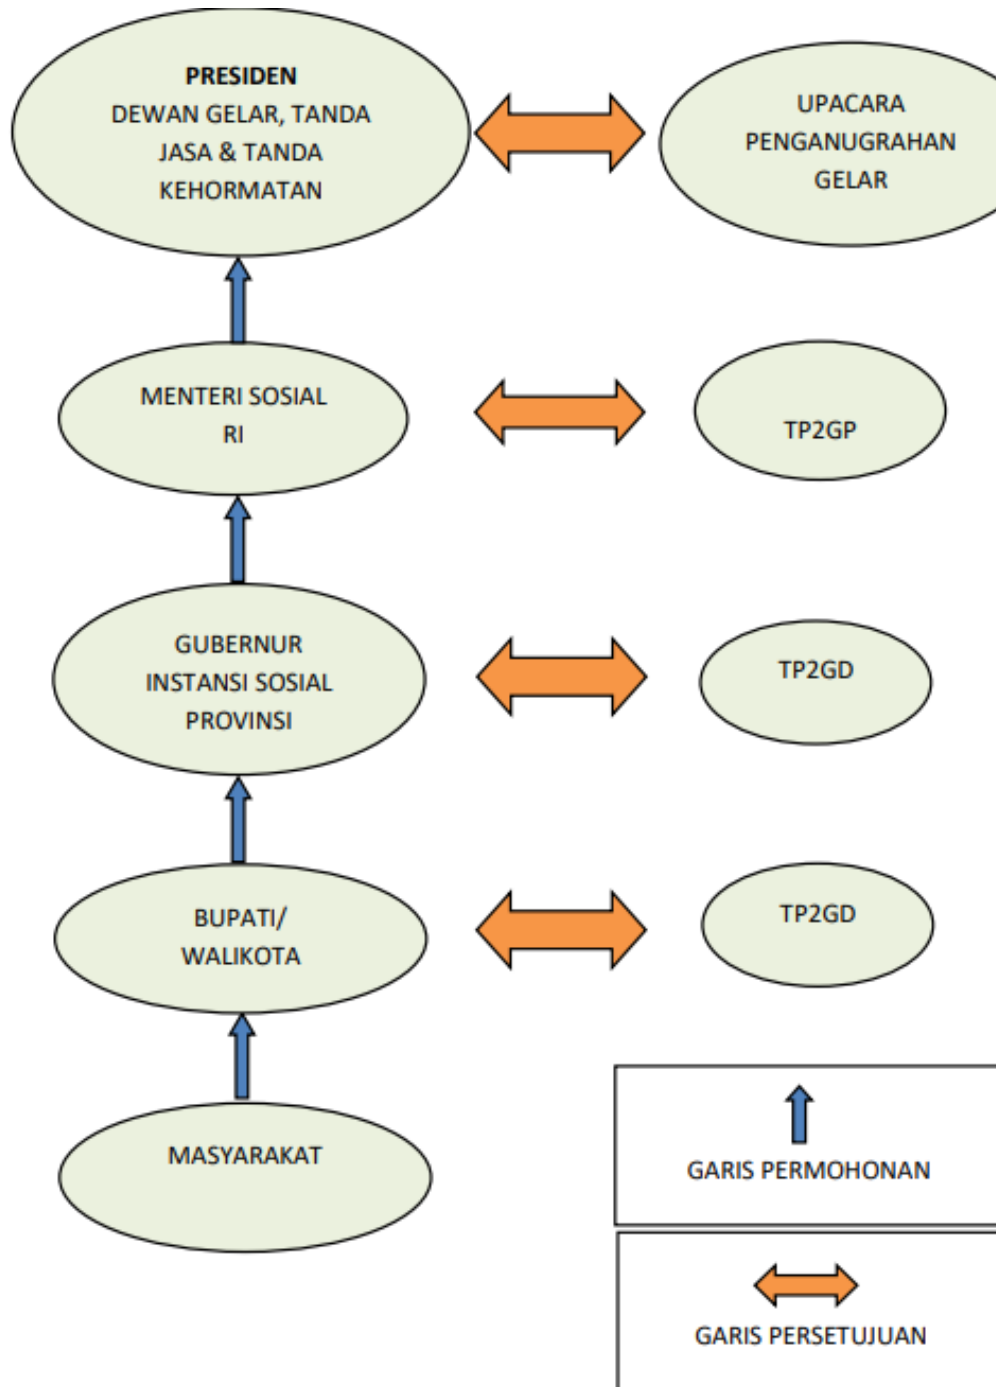 PRESIDEN
DEWAN GELAR, TANDA
JASA & TANDA
KEHORMATAN
UPACARA
PENGANUGRAHAN
GELAR
MENTERI SOSIAL
RI
TP2GP
GUBERNUR
INSTANSI SOSIAL
PROVINSI
TP2GD
BUPATI/
WALIKOTA
TP2GD
MASYARAKAT
GARIS PERMOHONAN
GARIS PERSETUJUAN